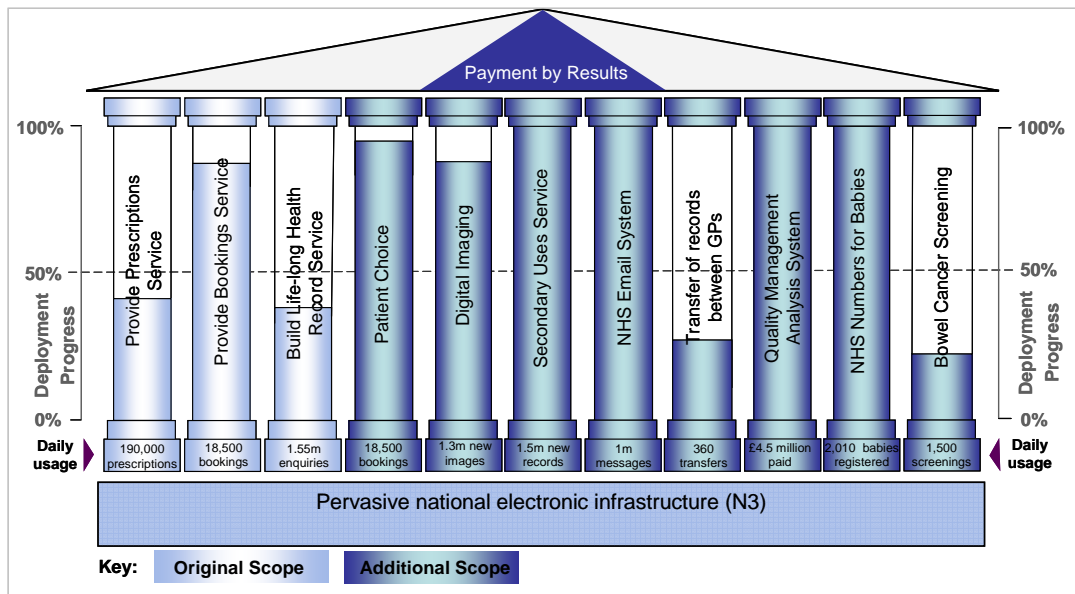 Payment by Results
100%
100%
50%
50%
0%
0%
Deployment
Progress
Deployment
Progress
Provide Prescriptions
Service
Provide Bookings Service
Build Life-long Health
Record Service
Patient Choice
Digital Imaging
Secondary Uses Service
NHS Email System
Transfer of records
between GPs
Quality Management
Analysis System
NHS Numbers for Babies
Bowel Cancer Screening
Daily
usage
190,000
prescriptions
18,500
bookings
1.55m
enquiries
18,500
bookings
1.3m new
images
1.5m new
records
1m
messages
360
transfers
£4.5 million
paid
2,010 babies
registered
1,500
screenings
Daily
usage
Pervasive national electronic infrastructure (N3)
Key:
Original Scope
Additional Scope